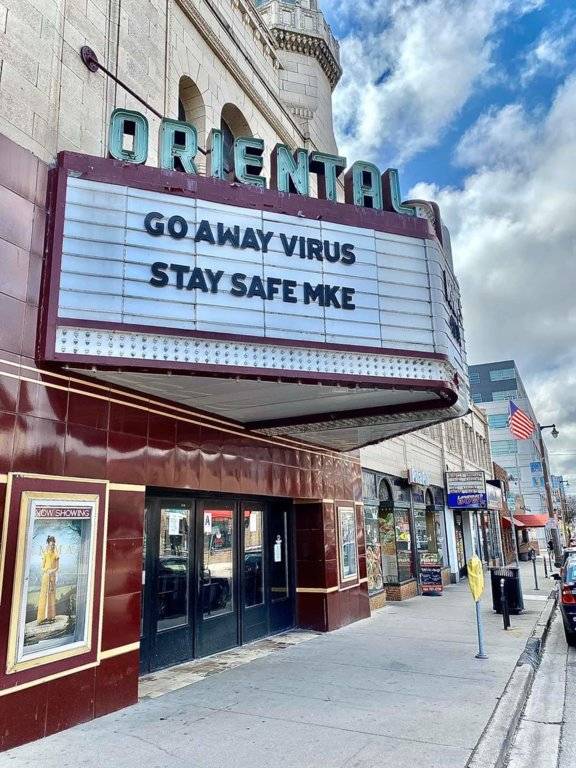 ORIENTAL
GO AWAY VIRUS
STAY SAFE MKE
NOW SHOWING